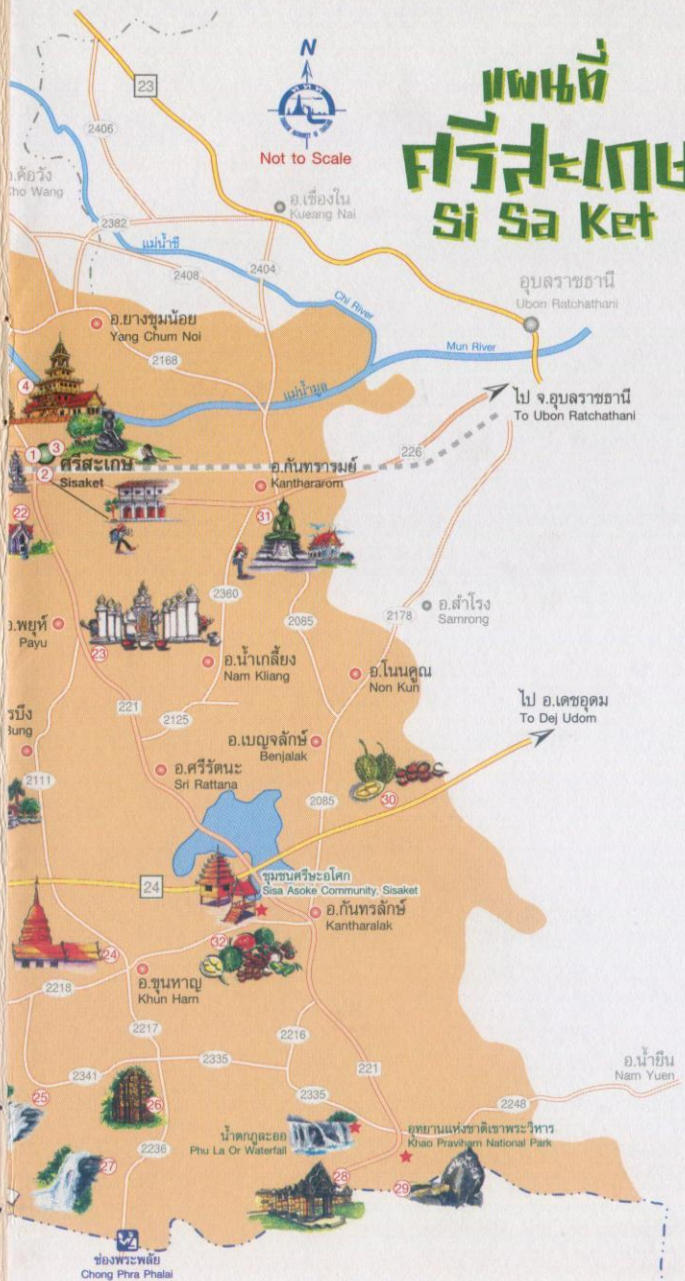 แผนที่
ศรีสะเกษ
Si Sa Ket
N
Not to Scale
23
2406
อ.ค้อวัง
Kho Wang
อ.เขื่องใน
Kueang Nai
2382
แม่น้ำชี
2408
2404
Chi River
อุบลราชธานี
Ubon Ratchathani
อ.ยางชุมน้อย
Yang Chum Noi
2168
Mun River
แม่น้ำมูล
4
ไป จ.อุบลราชธานี
To Ubon Ratchathani
1
3
2
ศรีสะเกษ
Sisaket
226
อ.กันทรารมย์
Kanthararom
22
31
2360
2085
2178
อ.สำโรง
Samrong
อ.พยุห์
Payu
23
อ.น้ำเกลี้ยง
Nam Kliang
อ.โนนคูณ
Non Kun
221
2125
ไป อ.เดชอุดม
To Dej Udom
รบึง
Bung
อ.เบญจลักษ์
Benjalak
อ.ศรีรัตนะ
Sri Rattana
2111
2085
30
24
ชุมชนศรีษะอโศก
Sisa Asoke Community, Sisaket
อ.กันทรลักษ์
Kantharalak
24
32
อ.ขุนหาญ
Khun Harn
2218
2217
2216
221
2341
2335
2335
2248
อ.น้ำยืน
Nam Yuen
25
26
น้ำตกภูละออ
Phu La Or Waterfall
อุทยานแห่งชาติเขาพระวิหาร
Khao Praviharn National Park
27
2236
28
29
ช่องพระพลัย
Chong Phra Phalai